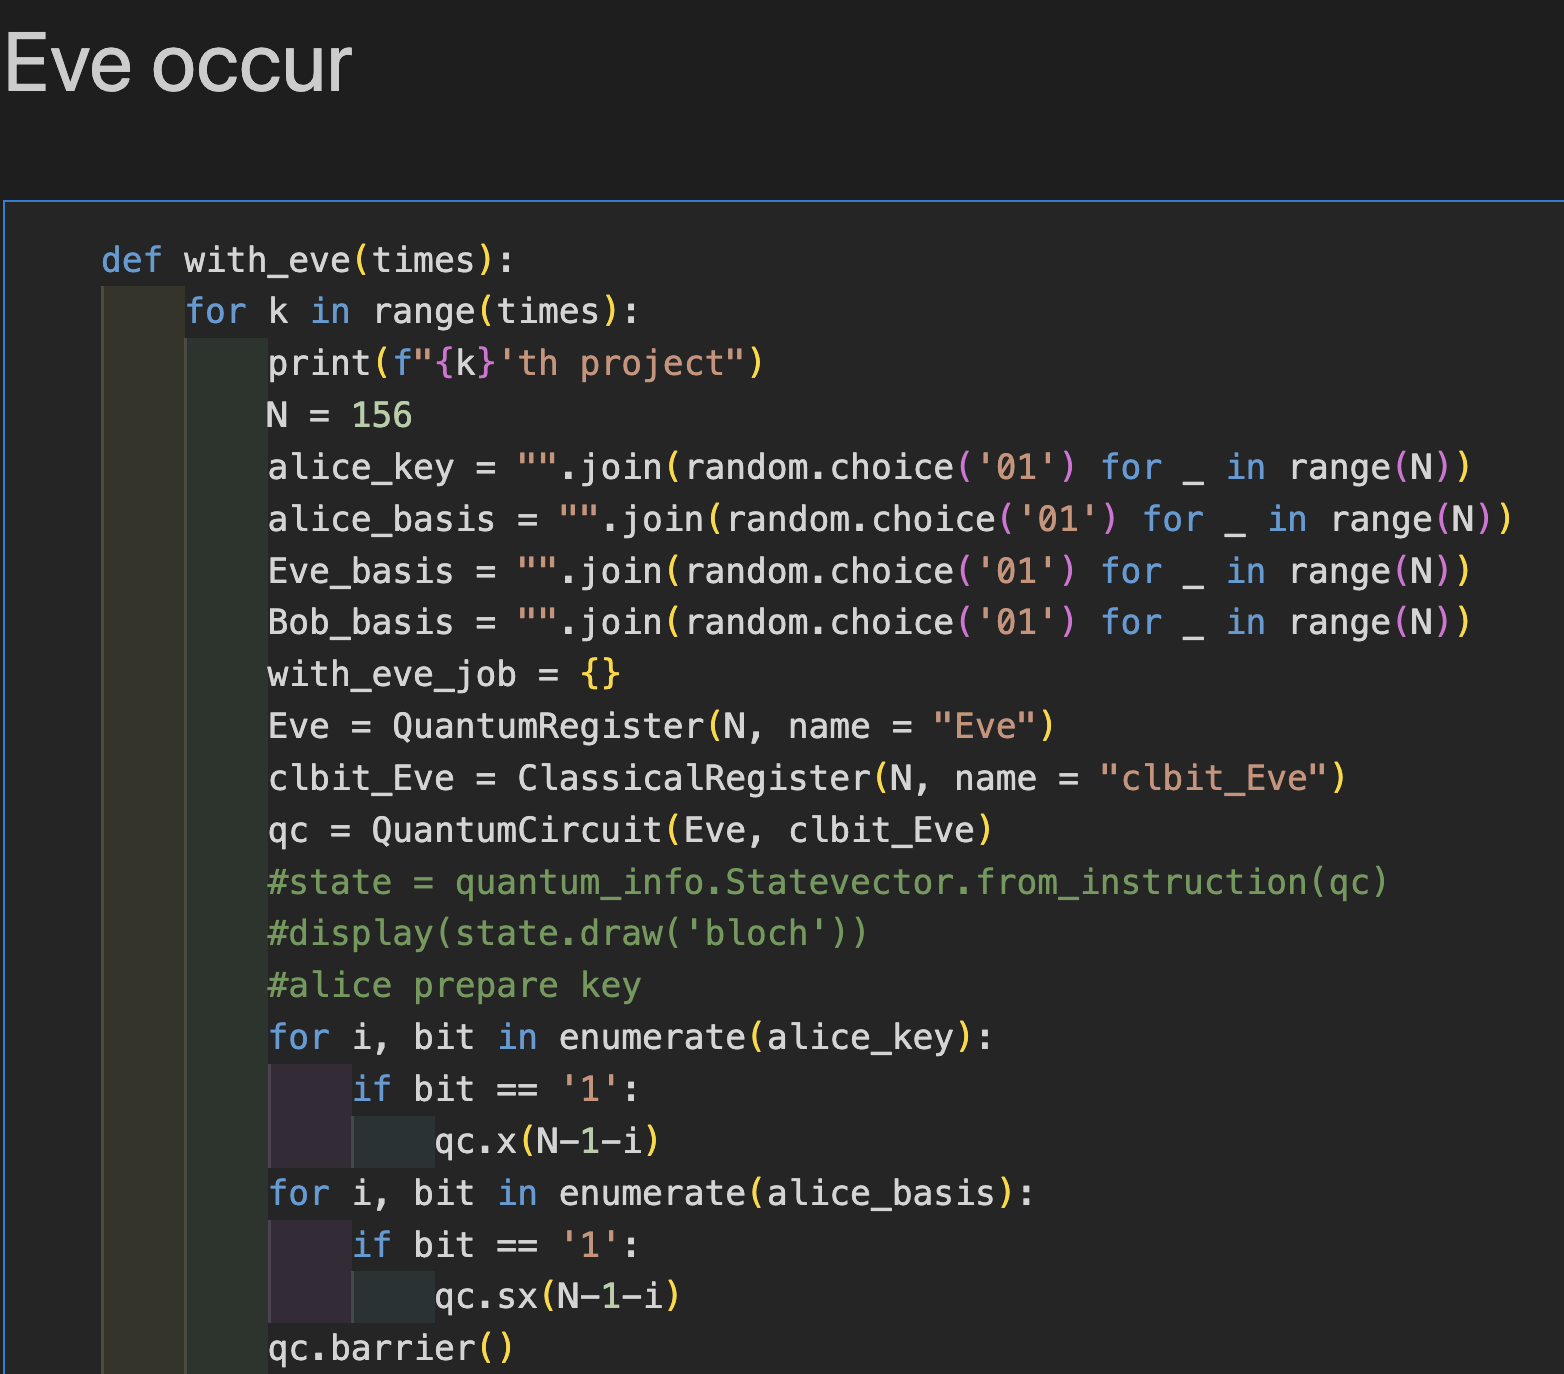 Eve occur
def with_eve(times):
    for k in range(times):
        print(f"{k}'th project")
        N = 156
        alice_key = "".join(random.choice('01') for _ in range(N))
        alice_basis = "".join(random.choice('01') for _ in range(N))
        Eve_basis = "".join(random.choice('01') for _ in range(N))
        Bob_basis = "".join(random.choice('01') for _ in range(N))
        with_eve_job = {}
        Eve = QuantumRegister(N, name = "Eve")
        clbit_Eve = ClassicalRegister(N, name = "clbit_Eve")
        qc = QuantumCircuit(Eve, clbit_Eve)
        #state = quantum_info.Statevector.from_instruction(qc)
        #display(state.draw('bloch'))
        #alice prepare key
        for i, bit in enumerate(alice_key):
            if bit == '1':
                qc.x(N-1-i)
        for i, bit in enumerate(alice_basis):
            if bit == '1':
                qc.sx(N-1-i)
        qc.barrier()